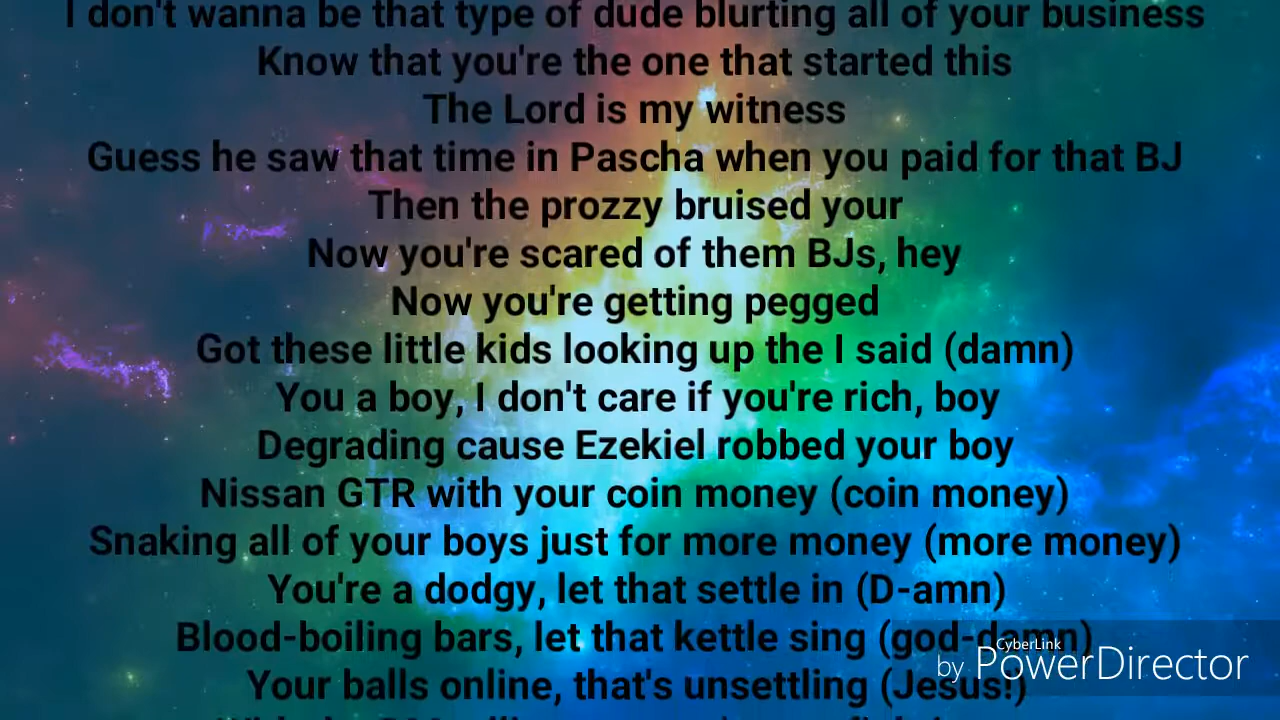 I don't wanna be that type of dude blurting all of your business
Know that you're the one that started this
The Lord is my witness
Guess he saw that time in Pascha when you paid for that BJ
Then the prozzy bruised your
Now you're scared of them BJs, hey
Now you're getting pegged
Got these little kids looking up the I said (damn)
You a boy, I don't care if you're rich, boy
Degrading cause Ezekiel robbed your boy
Nissan GTR with your coin money (coin money)
Snaking all of your boys just for more money (more money)
You're a dodgy, let that settle in (D-amn)
Blood-boiling bars, let that kettle sing (god-damn)
CyberLink
by PowerDirector
Your balls online, that's unsettling (Jesus!)